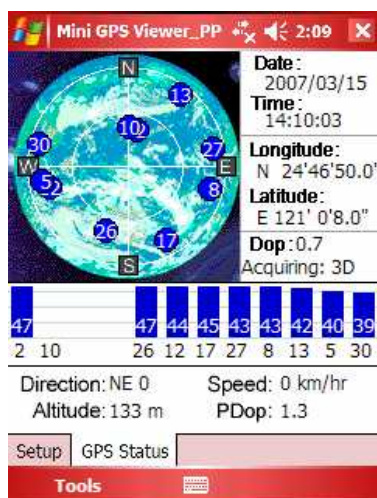 Mini GPS Viewer_PP 2:09
N
13
10 2
27
30
W E
5 2
8
26
17
S
Date:
2007/03/15
Time:
14:10:03
Longitude:
N 24°46'50.0"
Latitude:
E 121° 0'8.0"
Dop:0.7
Acquiring: 3D
47 47 44 45 43 43 42 40 39
2 10 26 12 17 27 8 13 5 30
Direction: NE 0 Speed: 0 km/hr
Altitude: 133 m PDop: 1.3
Setup GPS Status
Tools